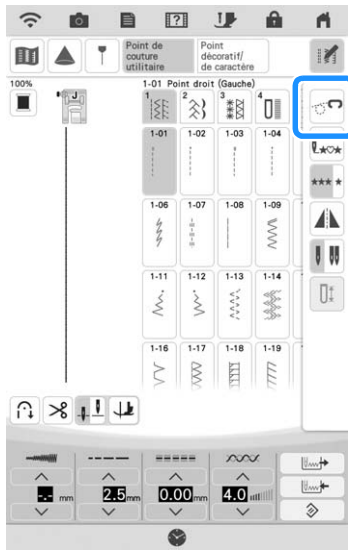 Point de
couture
utilitaire
Point
décoratif/
de caractère
100%
1-01 Point droit (Gauche)
J
1 2 3 4
1-01 1-02 1-03 1-04
1-06 1-07 1-08 1-09
1-11 1-12 1-13 1-14
1-16 1-17 1-18 1-19
-.- mm 2.5 mm 0.00 mm 4.0